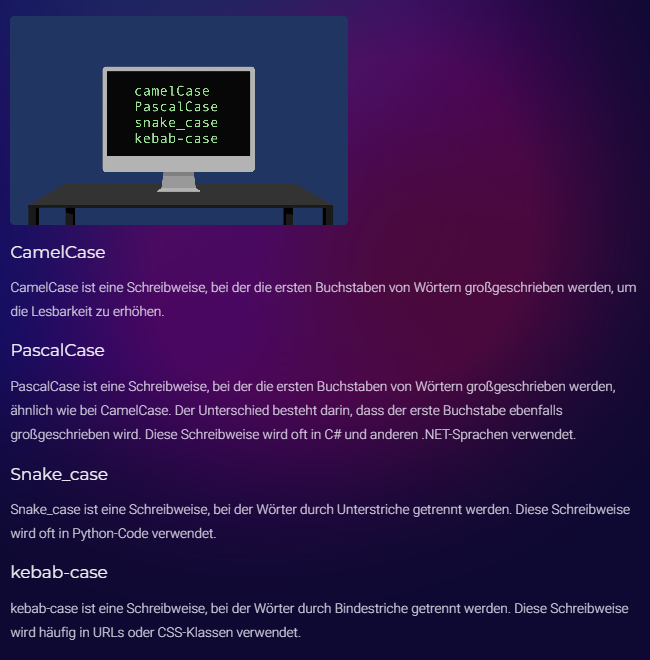 camelCase
PascalCase
snake_case
kebab-case
CamelCase
CamelCase ist eine Schreibweise, bei der die ersten Buchstaben von Wörtern großgeschrieben werden, um
die Lesbarkeit zu erhöhen.
PascalCase
PascalCase ist eine Schreibweise, bei der die ersten Buchstaben von Wörtern großgeschrieben werden,
ähnlich wie bei CamelCase. Der Unterschied besteht darin, dass der erste Buchstabe ebenfalls
großgeschrieben wird. Diese Schreibweise wird oft in C# und anderen .NET-Sprachen verwendet.
Snake_case
Snake_case ist eine Schreibweise, bei der Wörter durch Unterstriche getrennt werden. Diese Schreibweise
wird oft in Python-Code verwendet.
kebab-case
kebab-case ist eine Schreibweise, bei der Wörter durch Bindestriche getrennt werden. Diese Schreibweise
wird häufig in URLs oder CSS-Klassen verwendet.